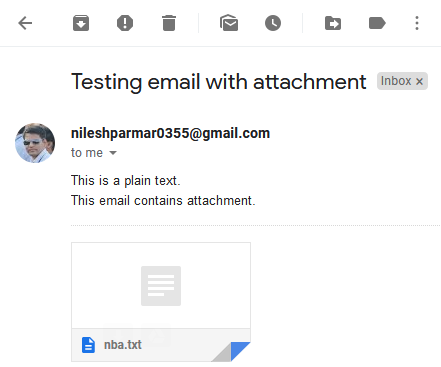 Testing email with attachment Inbox x
nileshparmar0355@gmail.com
to me
This is a plain text.
This email contains attachment.
nba.txt